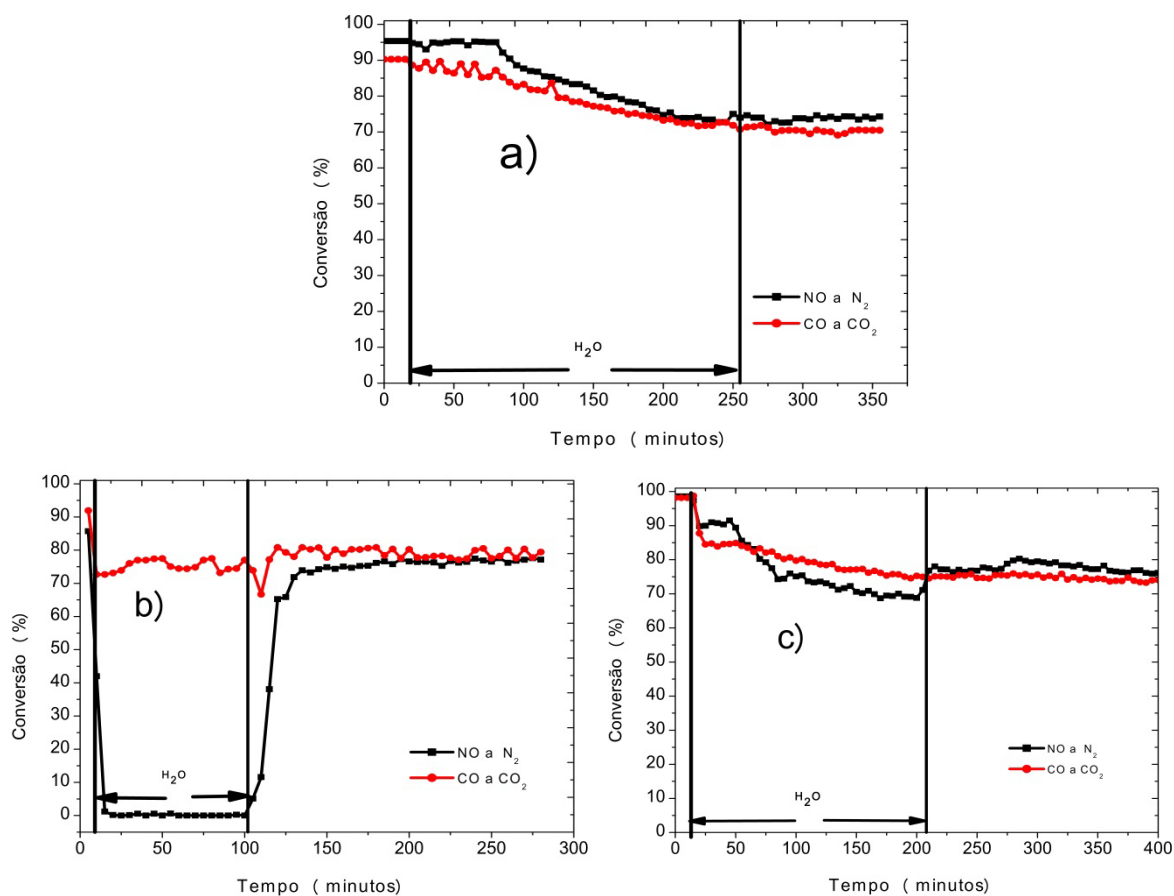 100
90
80
70
60
50
40
30
20
10
0
Conversão ( %)
a)
NO a N2
CO a CO2
H2O
0 50 100 150 200 250 300 350
Tempo ( minutos)
100
90
80
70
60
50
40
30
20
10
0
Conversão ( %)
b)
NO a N2
CO a CO2
H2O
0 50 100 150 200 250 300
Tempo ( minutos)
100
90
80
70
60
50
40
30
20
10
0
Conversão ( %)
c)
NO a N2
CO a CO2
H2O
0 50 100 150 200 250 300 350 400
Tempo ( minutos)